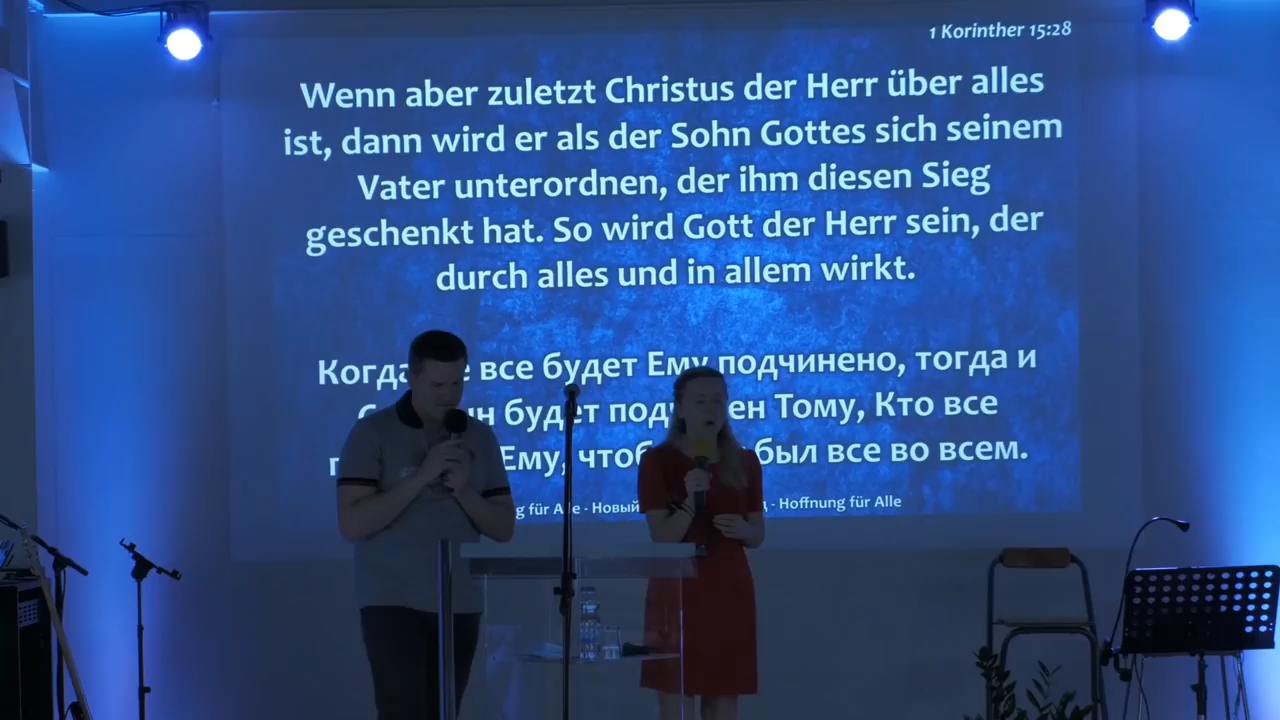 1 Korinther 15:28
Wenn aber zuletzt Christus der Herr über alles
ist, dann wird er als der Sohn Gottes sich seinem
Vater unterordnen, der ihm diesen Sieg
geschenkt hat. So wird Gott der Herr sein, der
durch alles und in allem wirkt.
Когда все будет Ему подчинено, тогда и
будет Тому, Кто все
Ему, был все во всем.
für Alle - Новый - Hoffnung für Alle